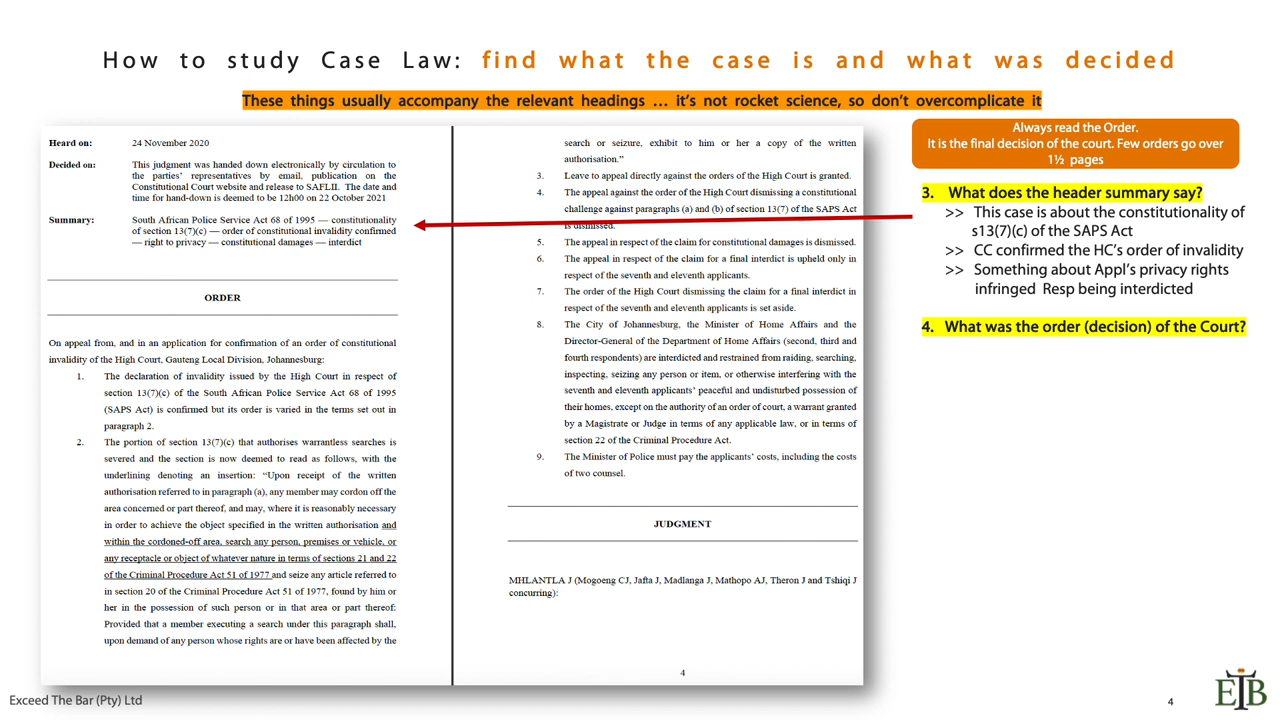 How to study Case Law: find what the case is and what was decided
These things usually accompany the relevant headings … it's not rocket science, so don't overcomplicate it
Heard on: 24 November 2020
Decided on: This judgment was handed down electronically by circulation to
the parties' representatives by email, publication on the
Constitutional Court website and release to SAFLII. The date and
time for hand-down is deemed to be 12h00 on 22 October 2021
Summary: South African Police Service Act 68 of 1995 — constitutionality
of section 13(7)(c) — order of constitutional invalidity confirmed
— right to privacy — constitutional damages — interdict
ORDER
On appeal from, and in an application for confirmation of an order of constitutional
invalidity of the High Court, Gauteng Local Division, Johannesburg:
1. The declaration of invalidity issued by the High Court in respect of
section 13(7)(c) of the South African Police Service Act 68 of 1995
(SAPS Act) is confirmed but its order is varied in the terms set out in
paragraph 2.
2. The portion of section 13(7)(c) that authorises warrantless searches is
severed and the section is now deemed to read as follows, with the
underlining denoting an insertion: “Upon receipt of the written
authorisation referred to in paragraph (a), any member may cordon off the
area concerned or part thereof, and may, where it is reasonably necessary
in order to achieve the object specified in the written authorisation and
within the cordoned-off area, search any person, premises or vehicle, or
any receptacle or object of whatever nature in terms of sections 21 and 22
of the Criminal Procedure Act 51 of 1977 and seize any article referred to
in section 20 of the Criminal Procedure Act 51 of 1977, found by him or
her in the possession of such person or in that area or part thereof:
Provided that a member executing a search under this paragraph shall,
upon demand of any person whose rights are or have been affected by the
search or seizure, exhibit to him or her a copy of the written
authorisation.”
3. Leave to appeal directly against the orders of the High Court is granted.
4. The appeal against the order of the High Court dismissing a constitutional
challenge against paragraphs (a) and (b) of section 13(7) of the SAPS Act
is dismissed.
5. The appeal in respect of the claim for constitutional damages is dismissed.
6. The appeal in respect of the claim for a final interdict is upheld only in
respect of the seventh and eleventh applicants.
7. The order of the High Court dismissing the claim for a final interdict in
respect of the seventh and eleventh applicants is set aside.
8. The City of Johannesburg, the Minister of Home Affairs and the
Director-General of the Department of Home Affairs (second, third and
fourth respondents) are interdicted and restrained from raiding, searching,
inspecting, seizing any person or item, or otherwise interfering with the
seventh and eleventh applicants' peaceful and undisturbed possession of
their homes, except on the authority of an order of court, a warrant granted
by a Magistrate or Judge in terms of any applicable law, or in terms of
section 22 of the Criminal Procedure Act.
9. The Minister of Police must pay the applicants' costs, including the costs
of two counsel.
JUDGMENT
MHLANTLA J (Mogoeng CJ, Jafta J, Madlanga J, Mathopo AJ, Theron J and Tshiqi J
concurring):
4
Always read the Order.
It is the final decision of the court. Few orders go over
1½ pages
3. What does the header summary say?
>> This case is about the constitutionality of
s13(7)(c) of the SAPS Act
>> CC confirmed the HC's order of invalidity
>> Something about Appl's privacy rights
infringed Resp being interdicted
4. What was the order (decision) of the Court?
Exceed The Bar (Pty) Ltd
4
ETB